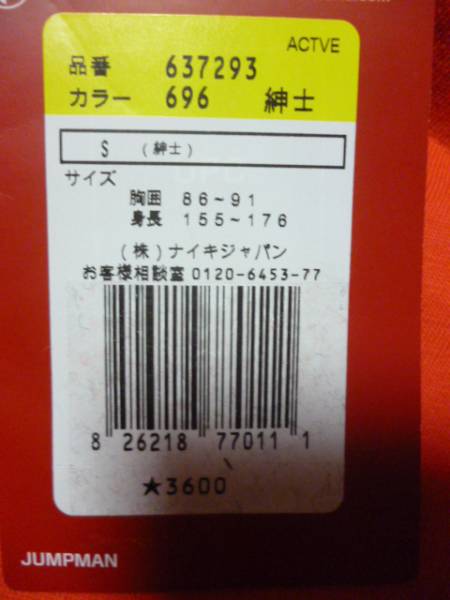 ACTVE
品番 637293
カラー 696 紳士
S (紳士)
サイズ
胸囲 86~91
身長 155~176
(株)ナイキジャパン
お客様相談室 0120-6453-77
8 26218 77011 1
★3600
JUMPMAN